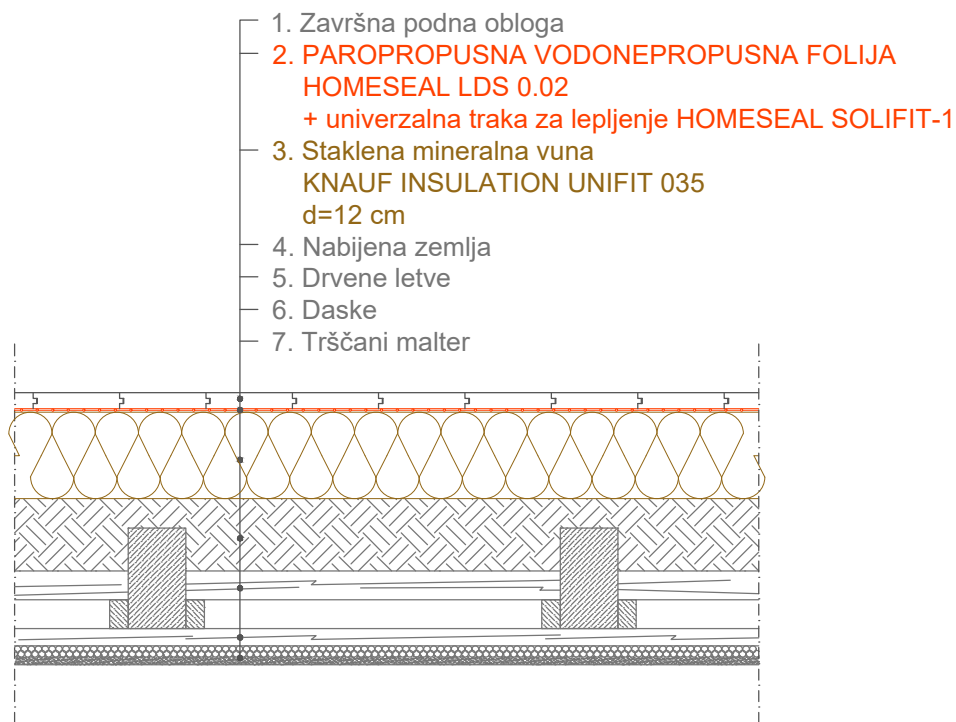 1. Završna podna obloga
2. PAROPROPUSNA VODONEPROPUSNA FOLIJA
HOMESEAL LDS 0.02
+ univerzalna traka za lepljenje HOMESEAL SOLIFIT-1
3. Staklena mineralna vuna
KNAUF INSULATION UNIFIT 035
d=12 cm
4. Nabijena zemlja
5. Drvene letve
6. Daske
7. Trščani malter